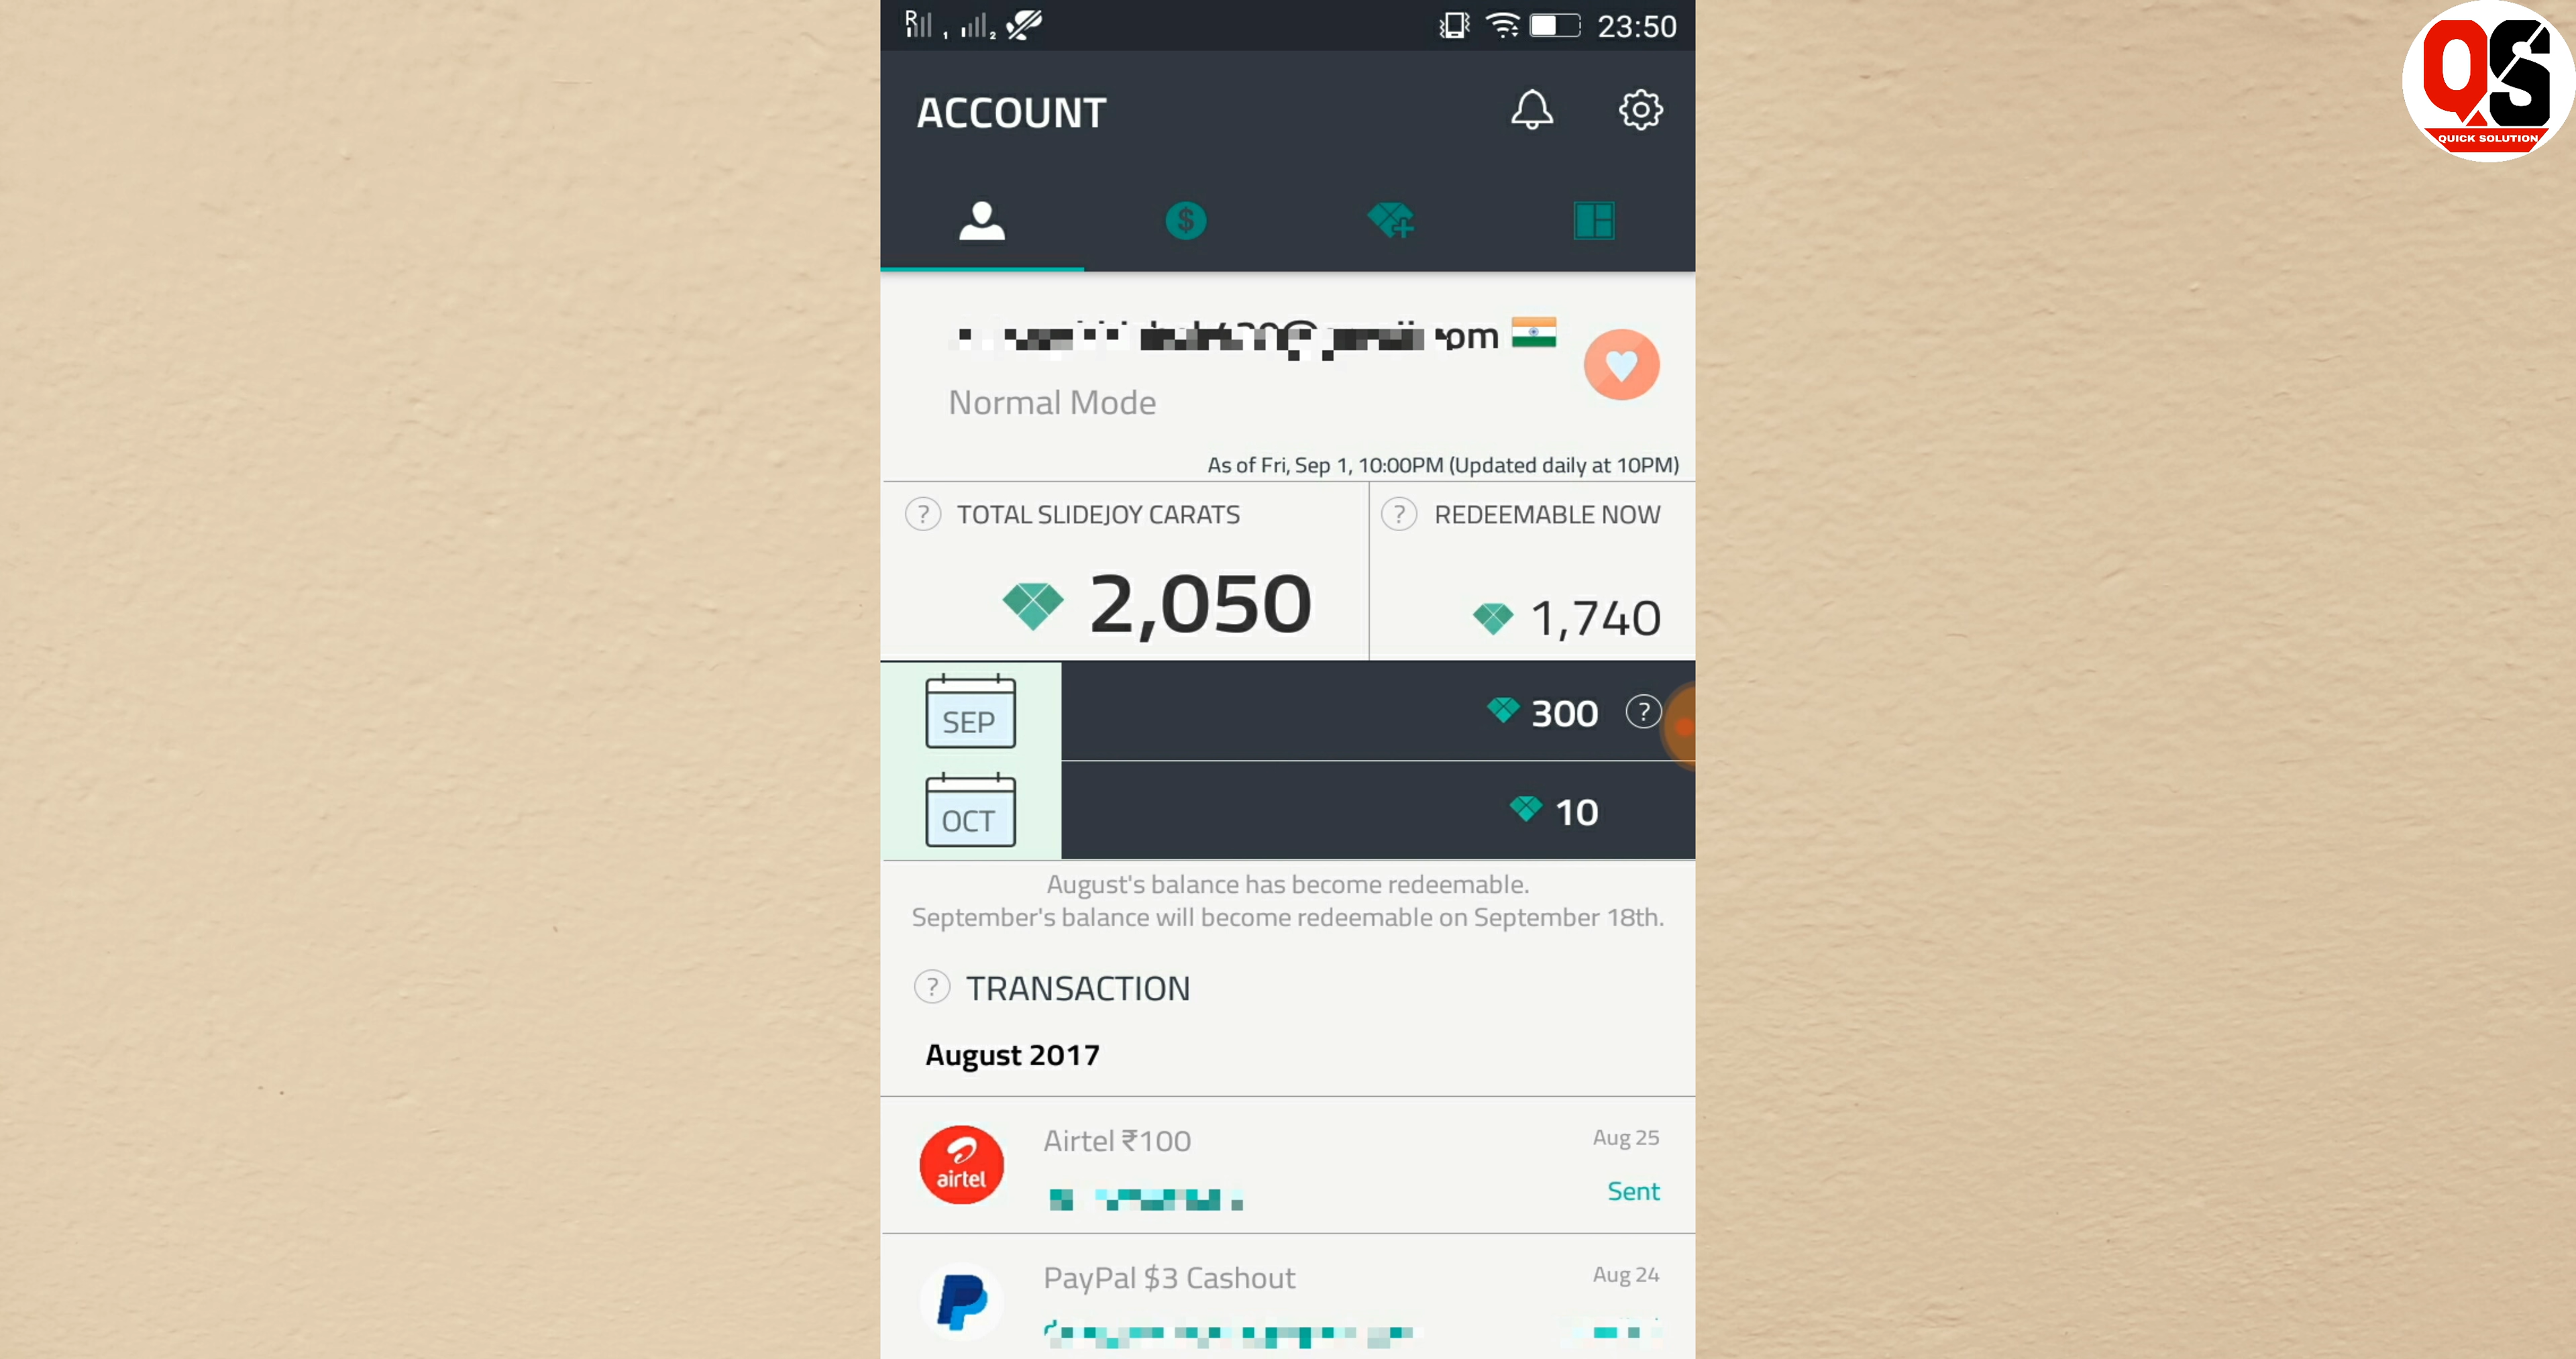 R 1 2 23:50
QS
QUICK SOLUTION
ACCOUNT
$
Normal Mode
As of Fri, Sep 1, 10:00PM (Updated daily at 10PM)
? TOTAL SLIDEJOY CARATS ? REDEEMABLE NOW
2,050 1,740
SEP 300 ?
OCT 10
August's balance has become redeemable.
September's balance will become redeemable on September 18th.
? TRANSACTION
August 2017
Airtel ₹100 Aug 25
airtel
Sent
PayPal $3 Cashout Aug 24